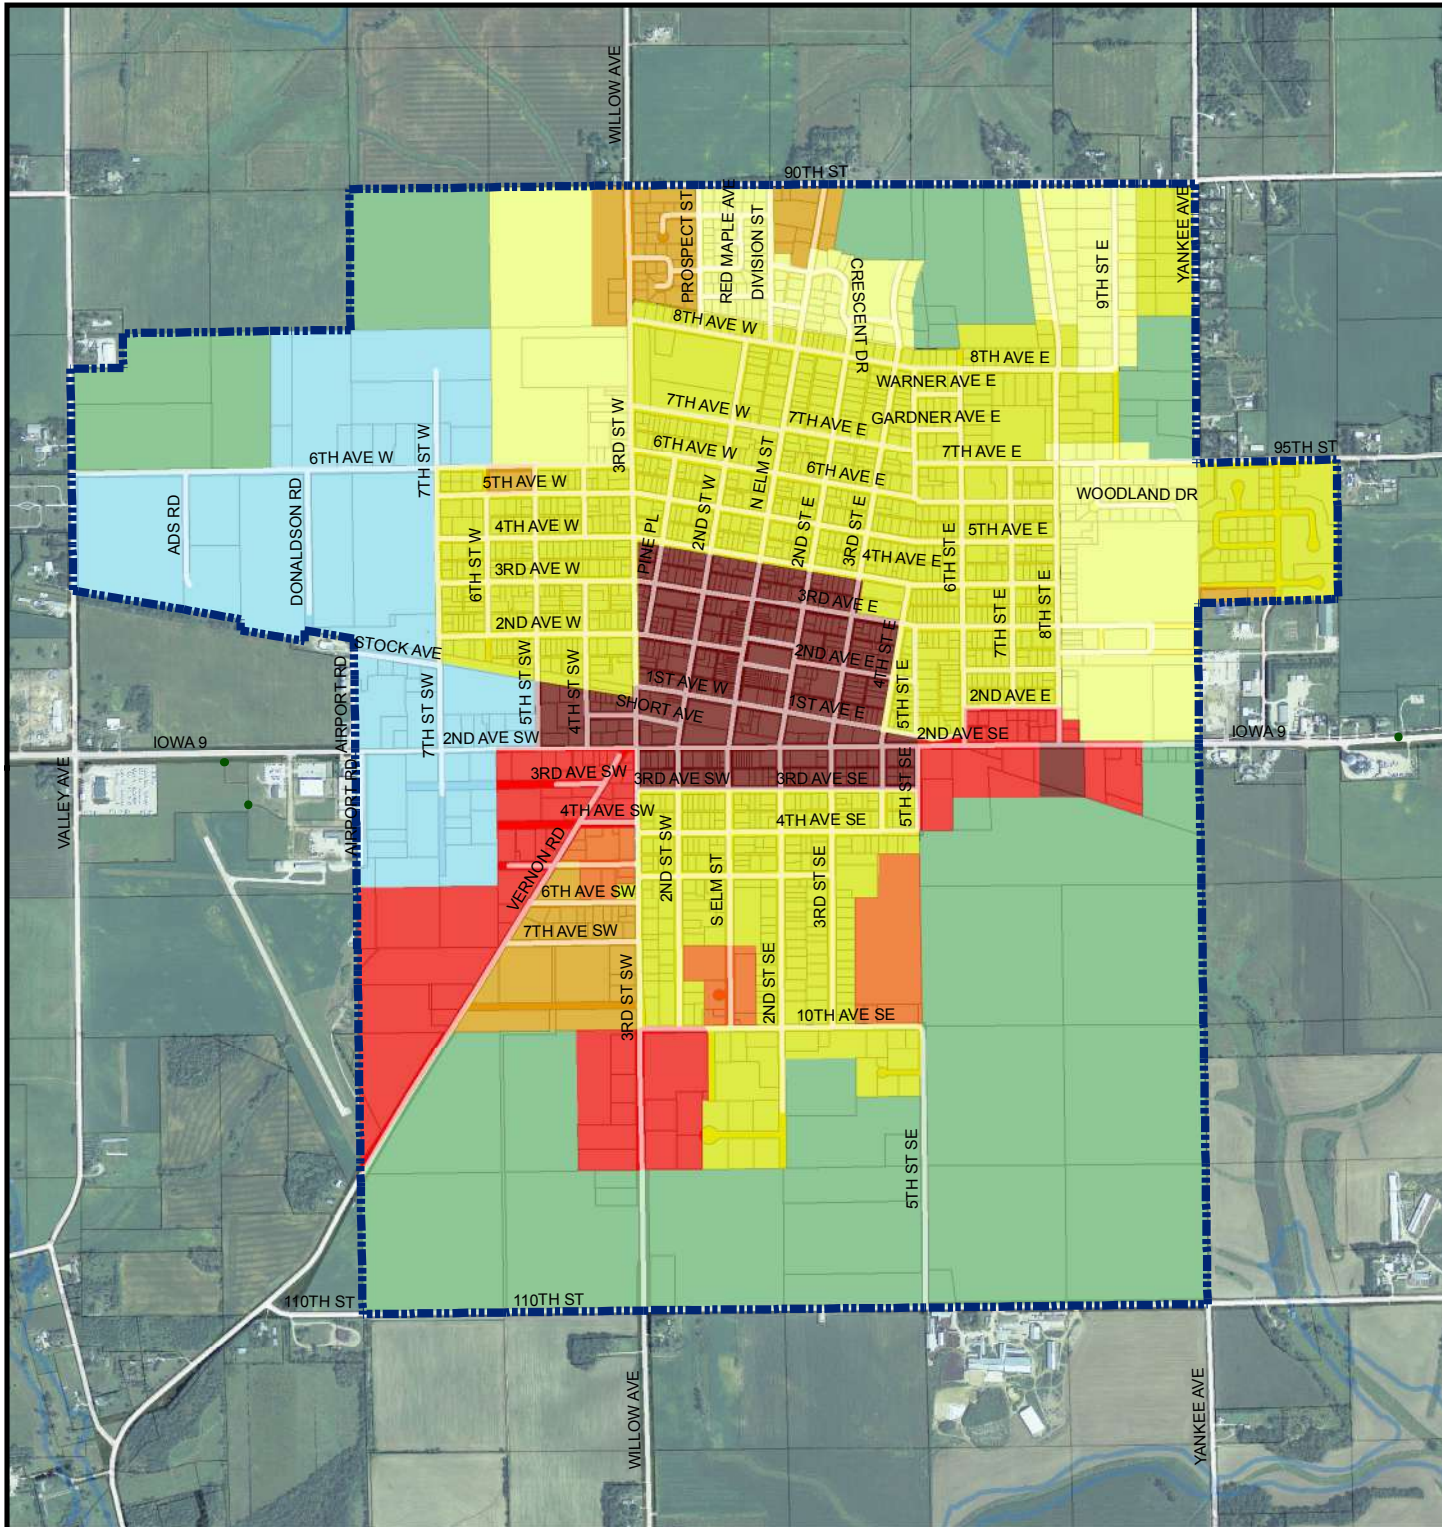 WILLOW AVE
90TH ST
PROSPECT ST
RED MAPLE AVE
DIVISION ST
YANKEE AVE
9TH ST E
CRESCENT DR
8TH AVE W
8TH AVE E
WARNER AVE E
7TH AVE W
7TH AVE E
GARDNER AVE E
3RD ST W
7TH ST W
6TH AVE W
6TH AVE W
N ELM ST
6TH AVE E
7TH AVE E
95TH ST
5TH AVE W
WOODLAND DR
ADS RD
DONALDSON RD
4TH AVE W
2ND ST W
2ND ST E
3RD ST E
5TH AVE E
PINE PL
4TH AVE E
6TH ST E
6TH ST W
3RD AVE W
3RD AVE E
7TH ST E
8TH ST E
2ND AVE W
STOCK AVE
2ND AVE E
4TH ST E
5TH ST E
AIRPORT RD
7TH ST SW
5TH ST SW
4TH ST SW
1ST AVE W
SHORT AVE
1ST AVE E
2ND AVE E
IOWA 9
2ND AVE SW
2ND AVE SE
IOWA 9
VALLEY AVE
AIRPORT RD
3RD AVE SW
3RD AVE SW
3RD AVE SE
5TH ST SE
4TH AVE SW
4TH AVE SE
VERNON RD
2ND ST SW
S ELM ST
3RD ST SE
6TH AVE SW
7TH AVE SW
3RD ST SW
2ND ST SE
10TH AVE SE
5TH ST SE
110TH ST
110TH ST
WILLOW AVE
YANKEE AVE